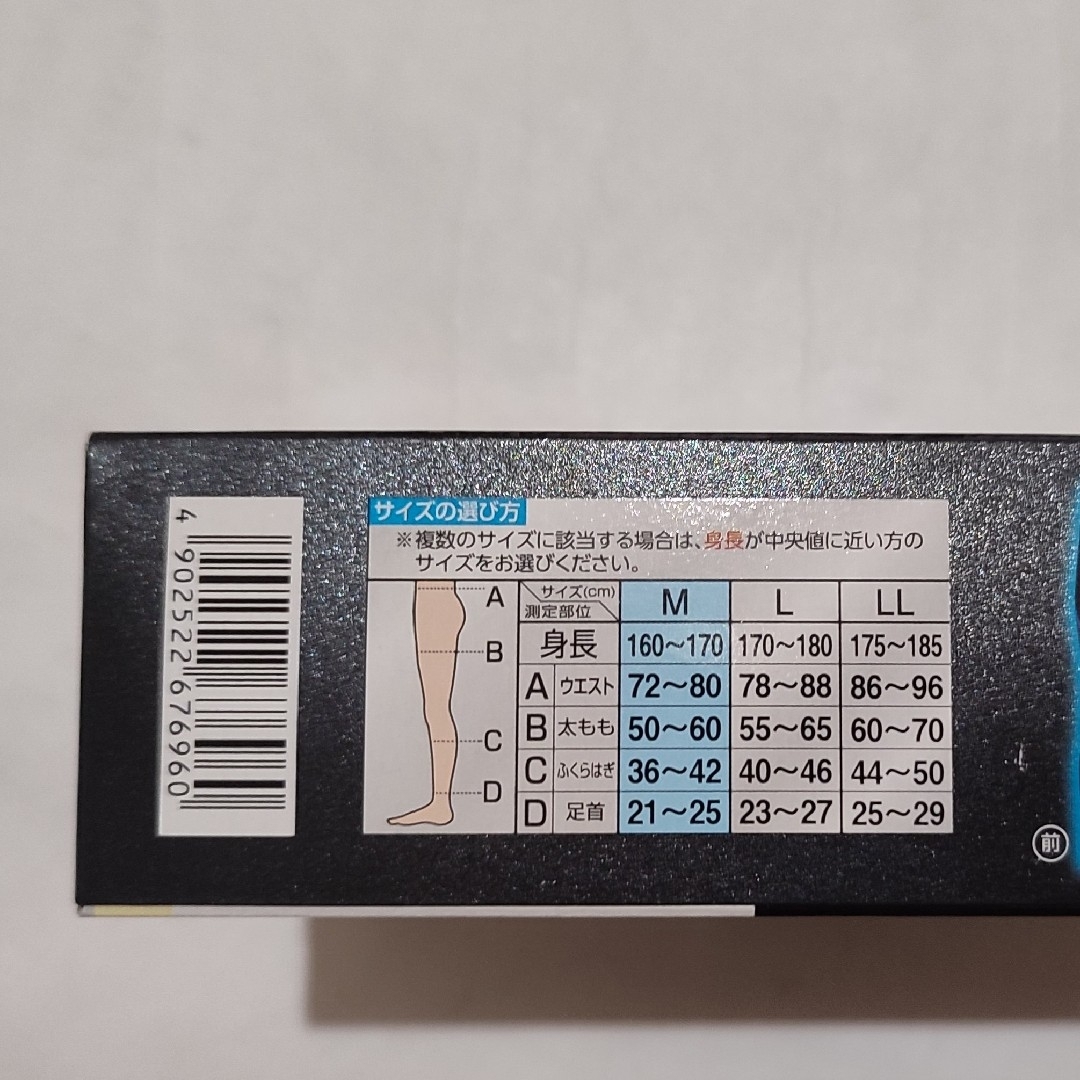 4 902522 676960
サイズの選び方
※複数のサイズに該当する場合は、身長が中央値に近い方の
サイズをお選びください。
A
B
C
D
サイズ(cm) M L LL
測定部位
身長 160〜170 170〜180 175〜185
A ウエスト 72〜80 78〜88 86〜96
B 太もも 50〜60 55〜65 60〜70
C ふくらはぎ 36〜42 40〜46 44〜50
D 足首 21〜25 23〜27 25〜29
前